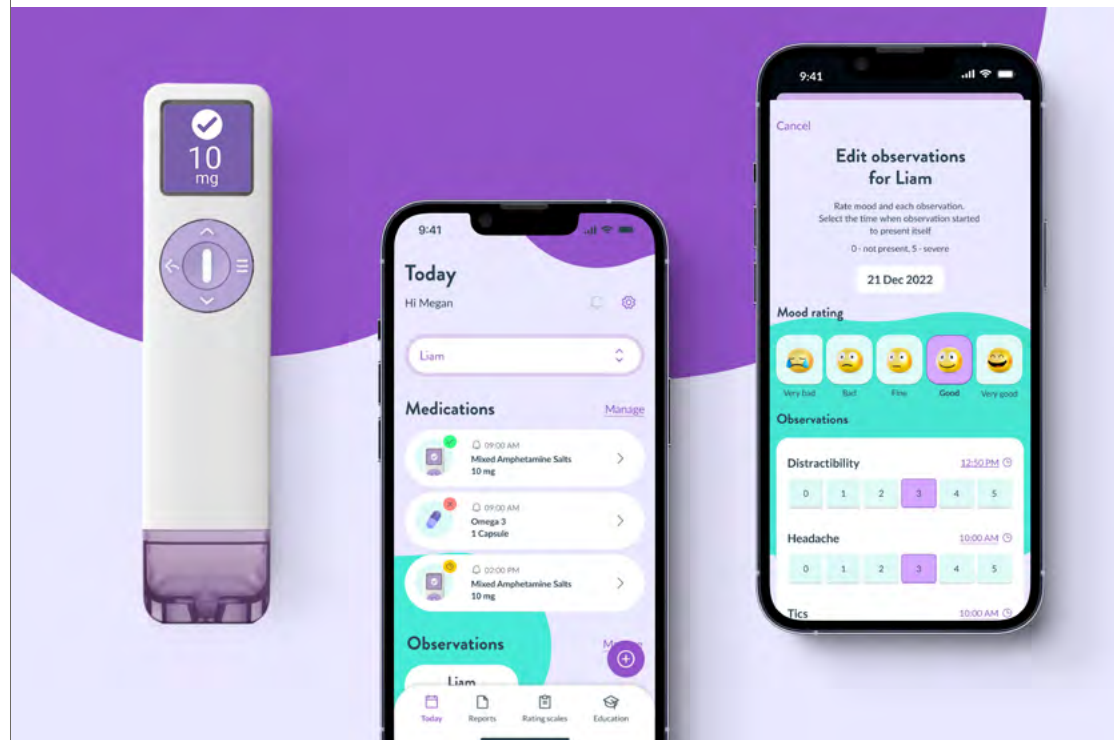 10
mg
9:41
Today
Hi Megan
Liam
Medications
Manage
09:00 AM
Mixed Amphetamine Salts
10 mg
09:00 AM
Omega 3
1 Capsule
02:00 PM
Mixed Amphetamine Salts
10 mg
Observations
Liam
Today
Reports
Rating scales
Education
9:41
Cancel
Edit observations
for Liam
Rate mood and each observation.
Select the time when observation started
to present itself
0 - not present, 5 - severe
21 Dec 2022
Mood rating
Very bad
Bad
Fine
Good
Very good
Observations
Distractibility
12:50 PM
0 1 2 3 4 5
Headache
10:00 AM
0 1 2 3 4 5
Tics
10:00 AM